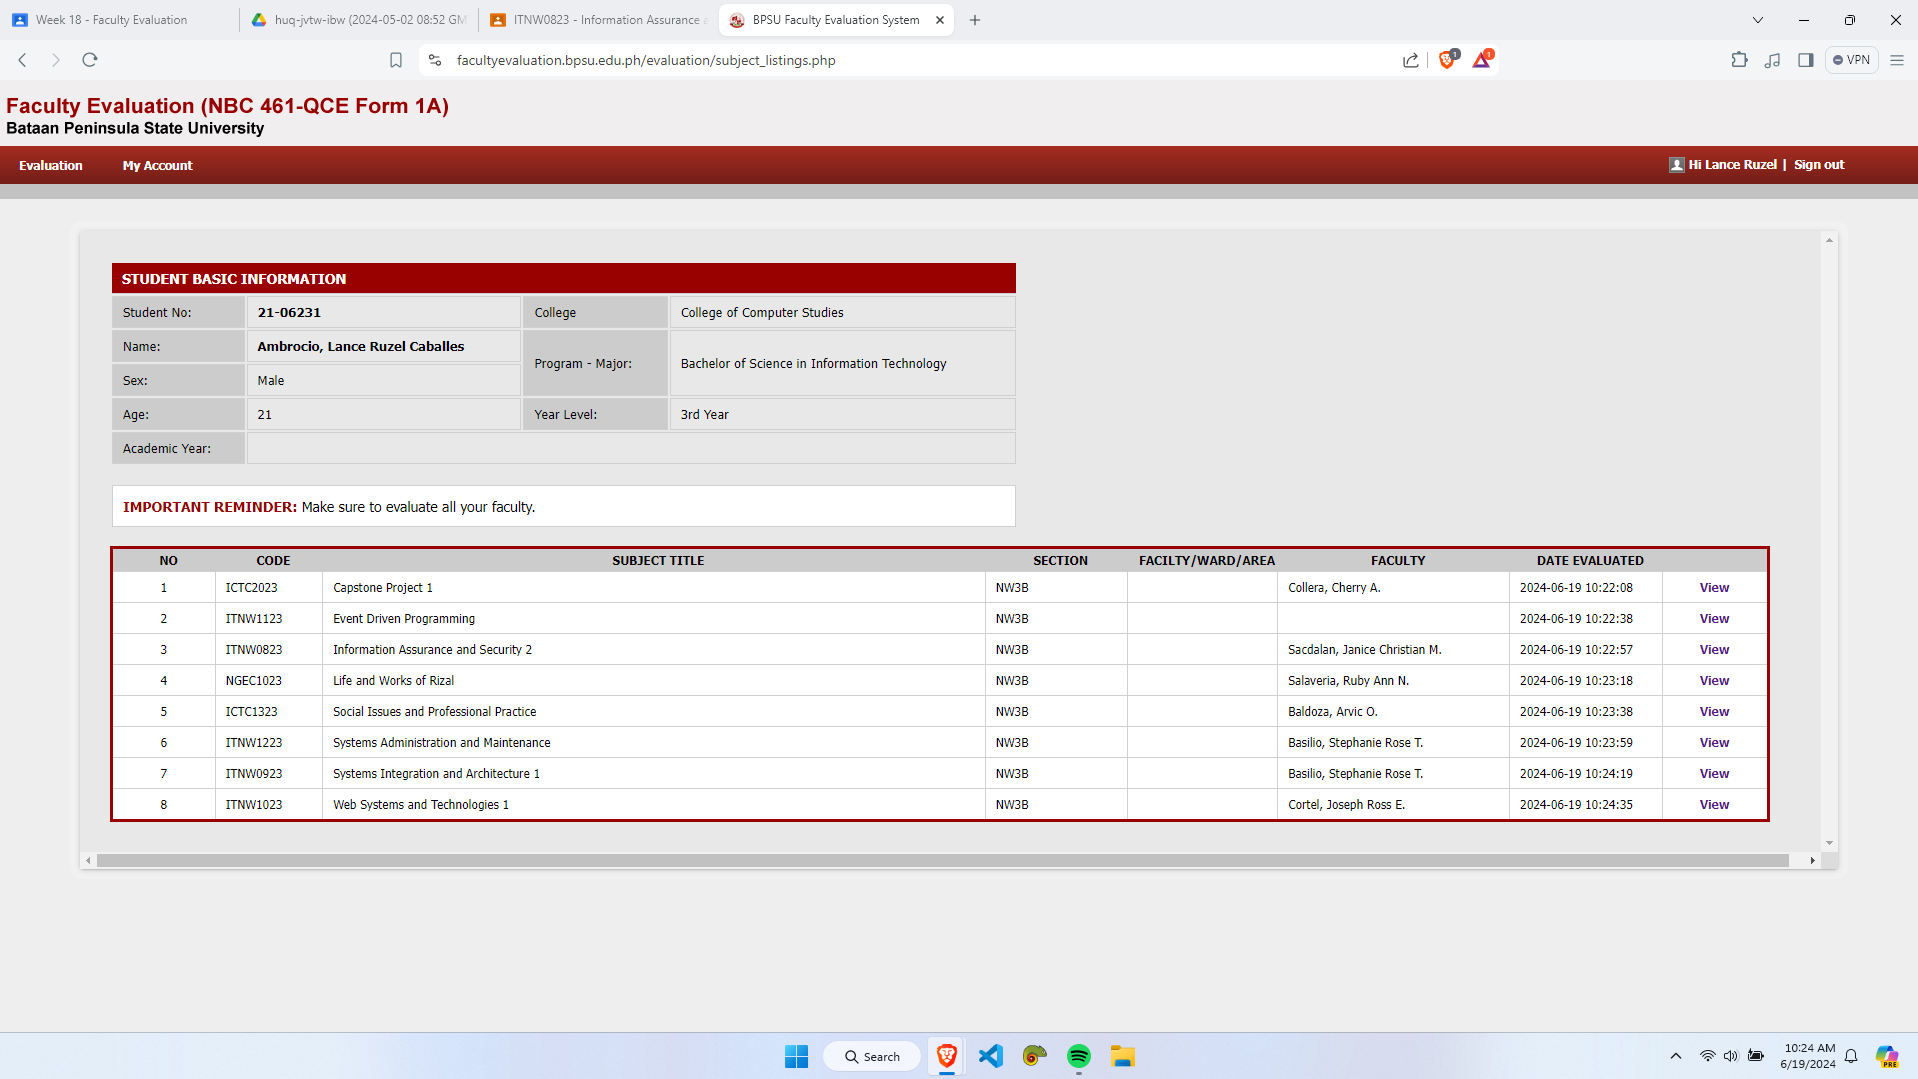 Week 18 - Faculty Evaluation
huq-jvtw-ibw (2024-05-02 08:52 GM
ITNW0823 - Information Assurance
BPSU Faculty Evaluation System
facultyevaluation.bpsu.edu.ph/evaluation/subject_listings.php
1
1
VPN
Faculty Evaluation (NBC 461-QCE Form 1A)
Bataan Peninsula State University
Evaluation My Account Hi Lance Ruzel | Sign out
STUDENT BASIC INFORMATION
Student No: 21-06231 College College of Computer Studies
Name: Ambrocio, Lance Ruzel Caballes
Program - Major: Bachelor of Science in Information Technology
Sex: Male
Age: 21 Year Level: 3rd Year
Academic Year:
IMPORTANT REMINDER: Make sure to evaluate all your faculty.
NO CODE SUBJECT TITLE SECTION FACILTY/WARD/AREA FACULTY DATE EVALUATED
1 ICTC2023 Capstone Project 1 NW3B Collera, Cherry A. 2024-06-19 10:22:08 View
2 ITNW1123 Event Driven Programming NW3B 2024-06-19 10:22:38 View
3 ITNW0823 Information Assurance and Security 2 NW3B Sacdalan, Janice Christian M. 2024-06-19 10:22:57 View
4 NGEC1023 Life and Works of Rizal NW3B Salaveria, Ruby Ann N. 2024-06-19 10:23:18 View
5 ICTC1323 Social Issues and Professional Practice NW3B Baldoza, Arvic O. 2024-06-19 10:23:38 View
6 ITNW1223 Systems Administration and Maintenance NW3B Basilio, Stephanie Rose T. 2024-06-19 10:23:59 View
7 ITNW0923 Systems Integration and Architecture 1 NW3B Basilio, Stephanie Rose T. 2024-06-19 10:24:19 View
8 ITNW1023 Web Systems and Technologies 1 NW3B Cortel, Joseph Ross E. 2024-06-19 10:24:35 View
Search
10:24 AM
6/19/2024
PRE